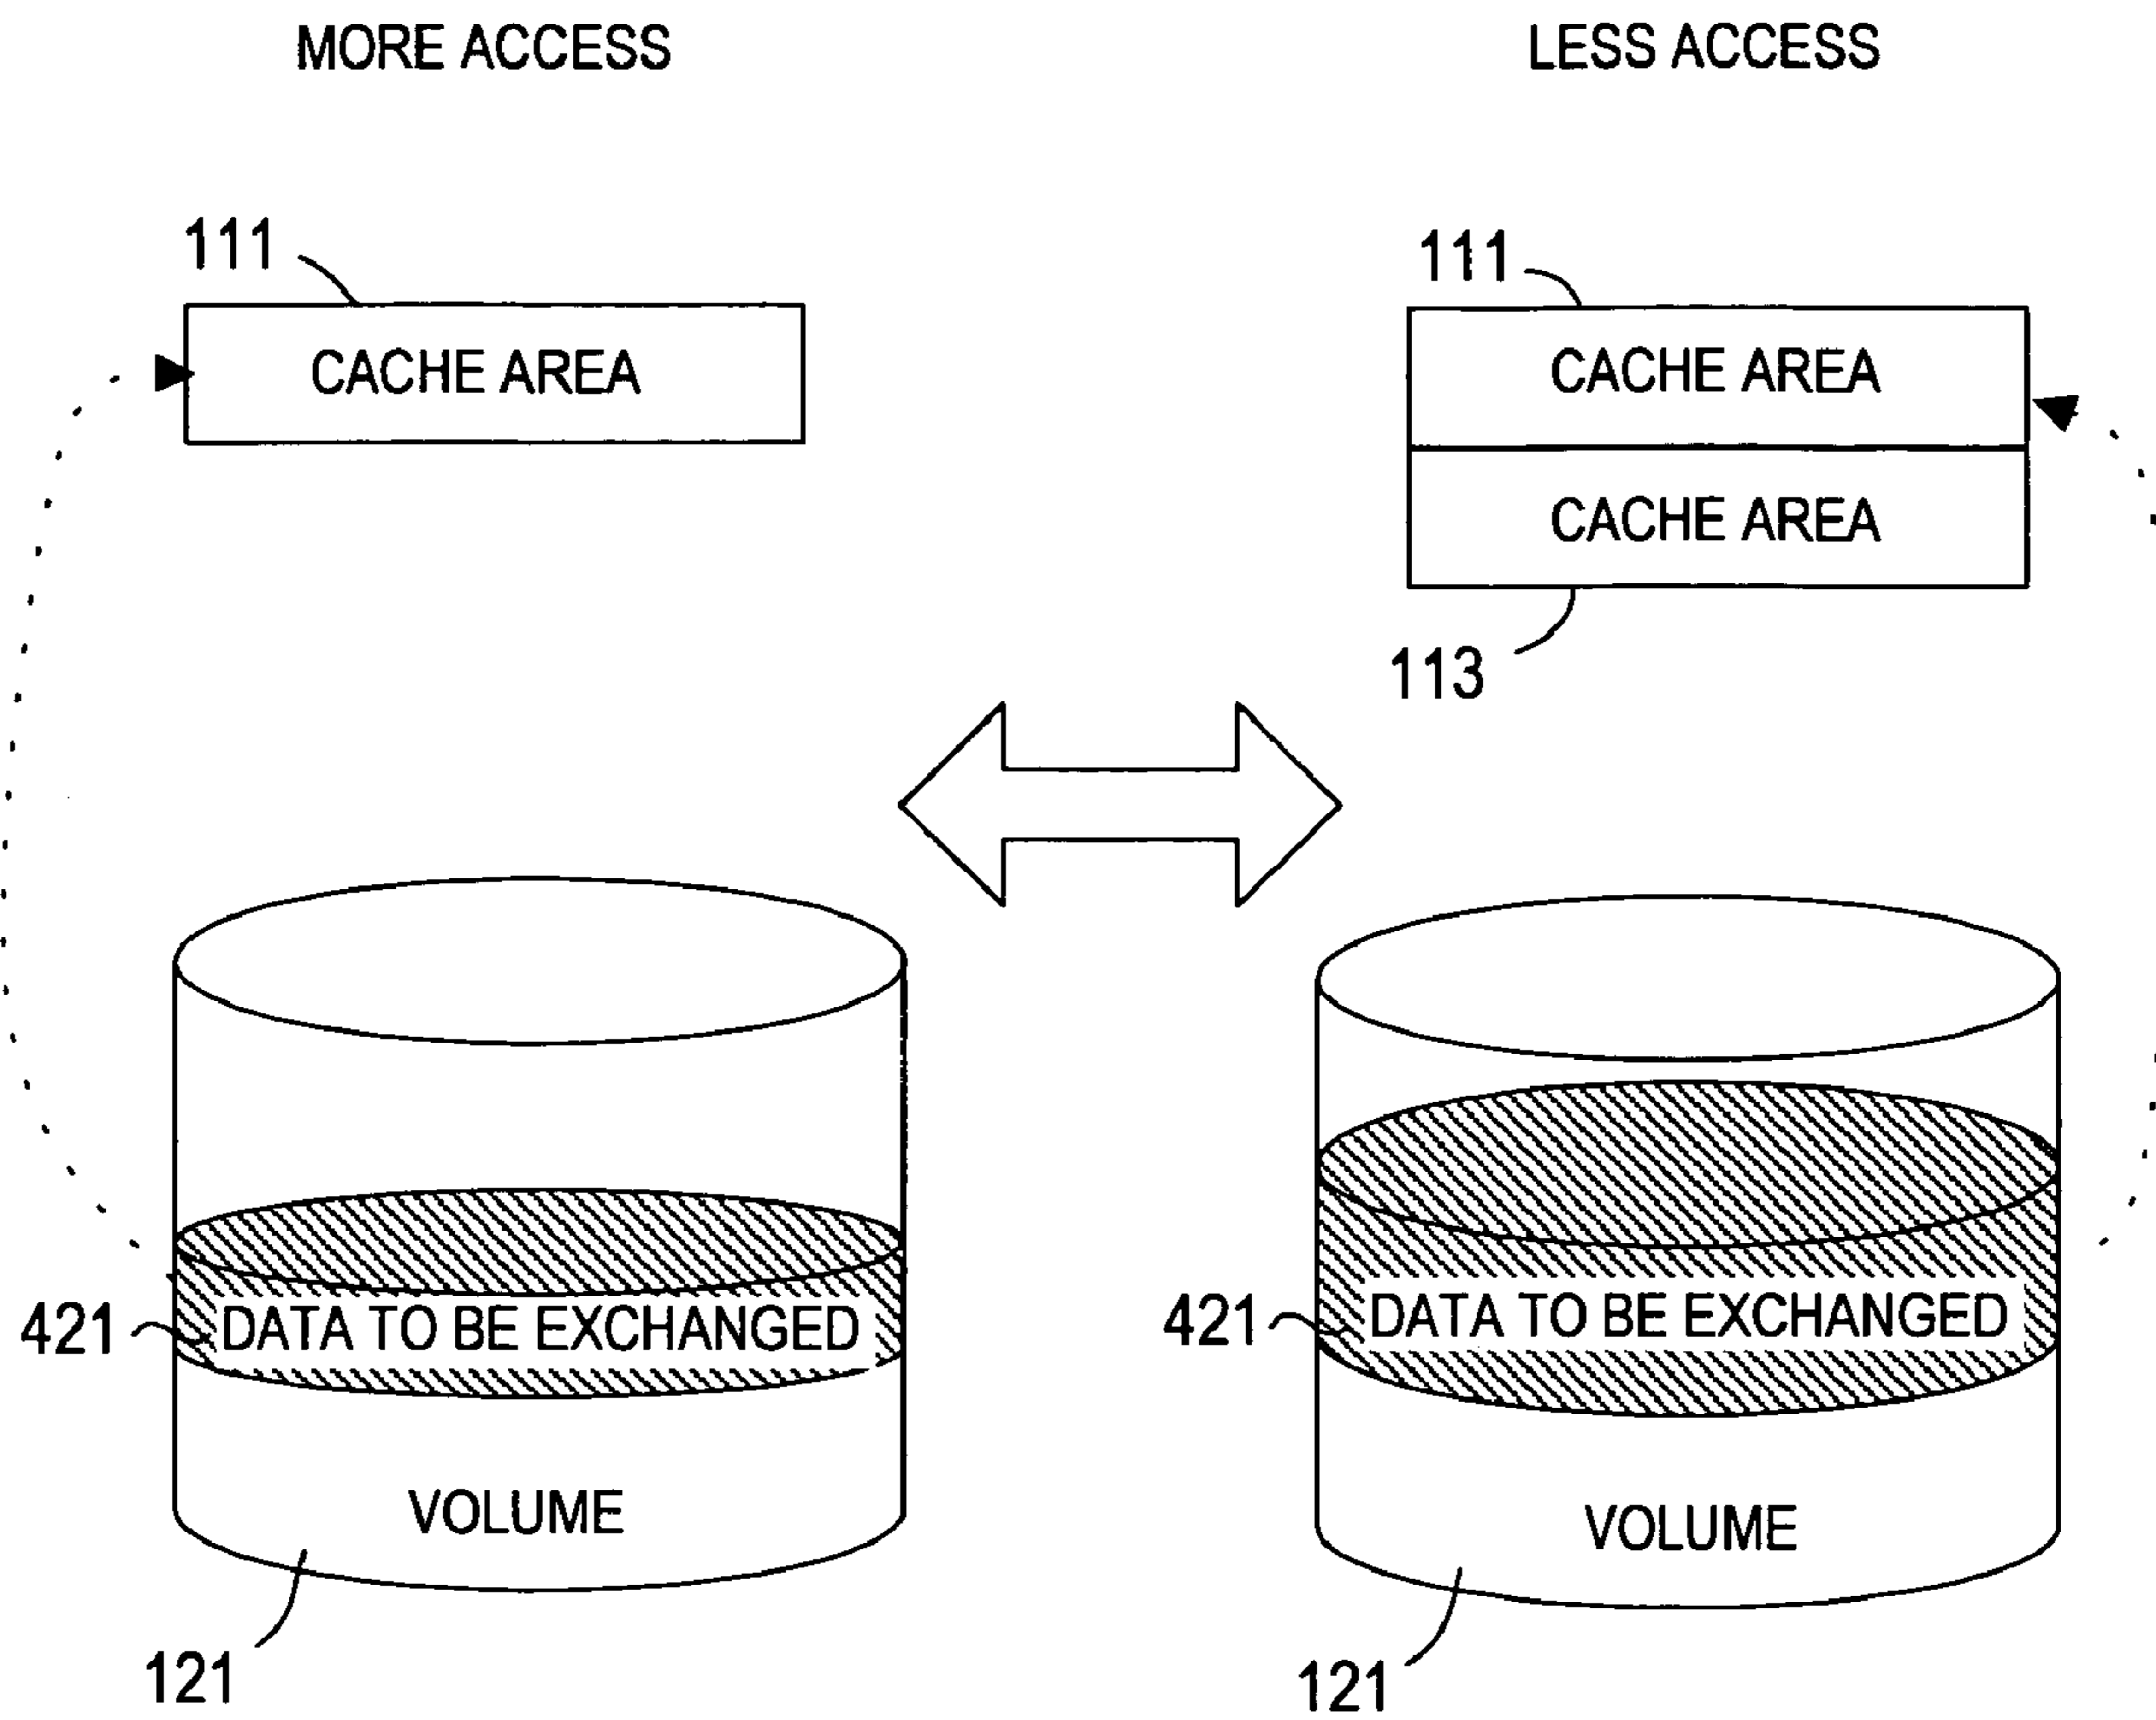 MORE ACCESS
LESS ACCESS
111
CACHE AREA
111
CACHE AREA
CACHE AREA
113
421
DATA TO BE EXCHANGED
VOLUME
121
421
DATA TO BE EXCHANGED
VOLUME
121